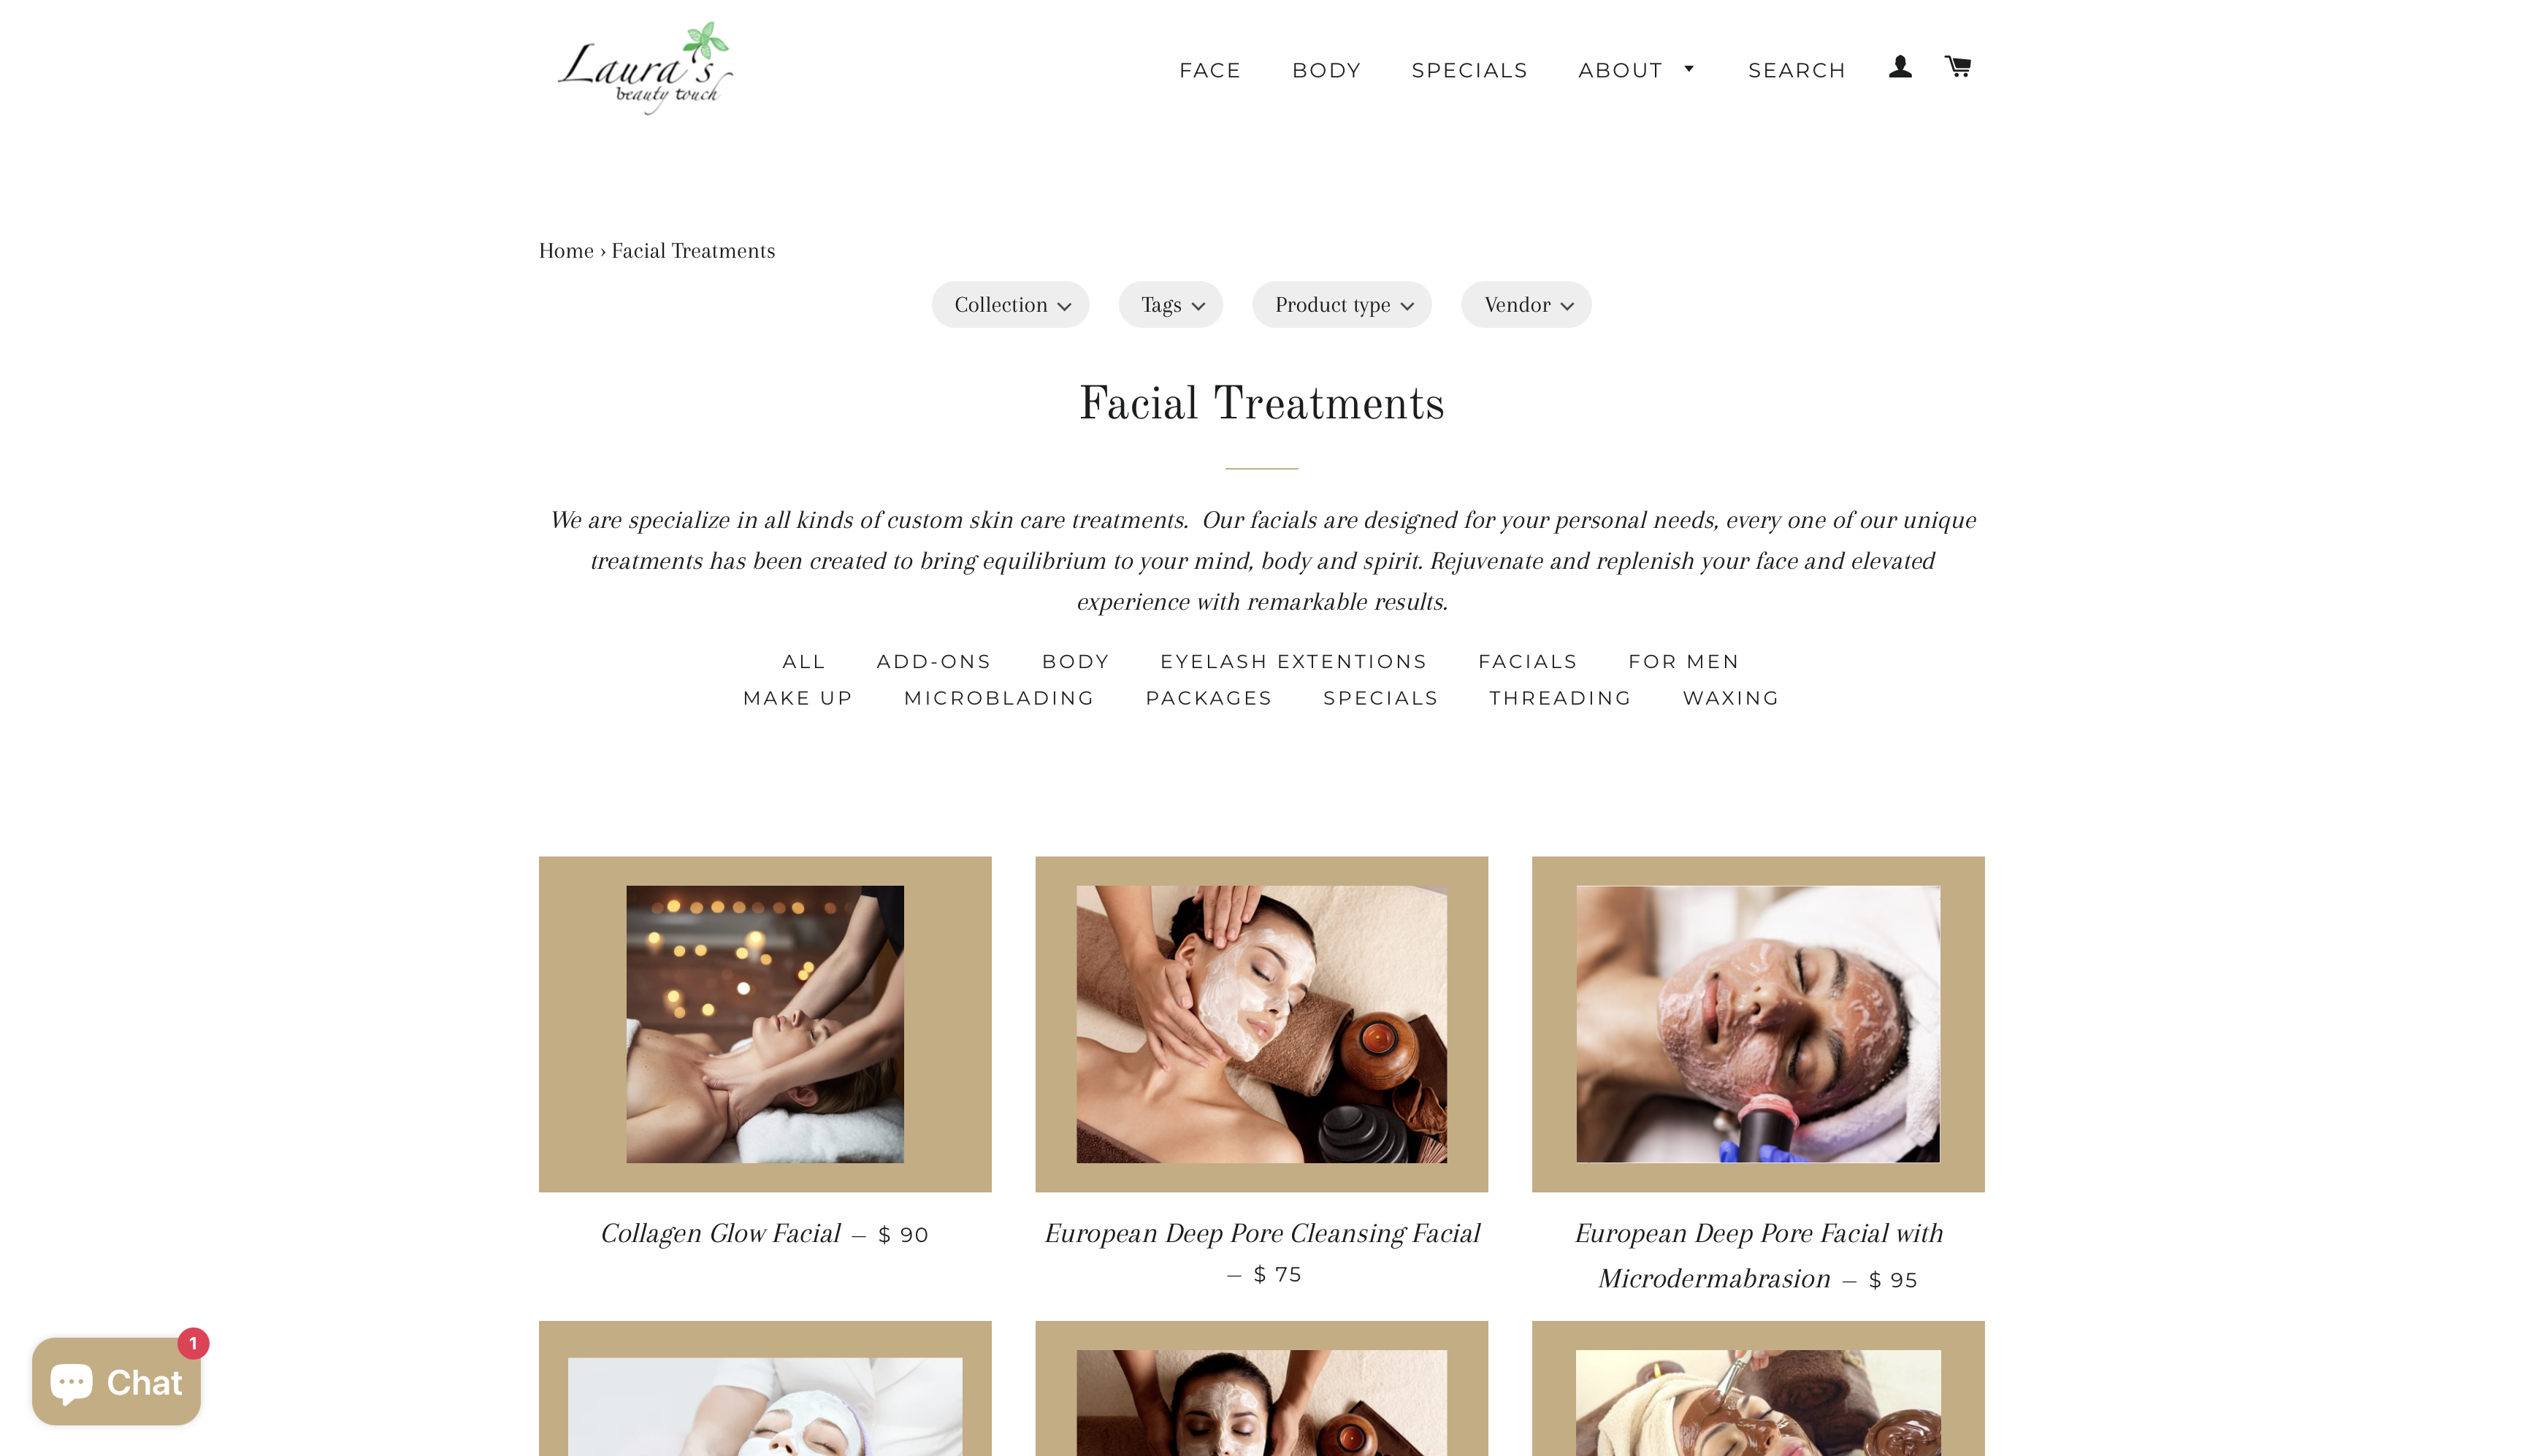 Laura's
beauty touch
FACE BODY SPECIALS ABOUT SEARCH
Home › Facial Treatments
Collection Tags Product type Vendor
Facial Treatments
We are specialize in all kinds of custom skin care treatments.  Our facials are designed for your personal needs, every one of our unique
treatments has been created to bring equilibrium to your mind, body and spirit. Rejuvenate and replenish your face and elevated
experience with remarkable results.
ALL ADD-ONS BODY EYELASH EXTENTIONS FACIALS FOR MEN
MAKE UP MICROBLADING PACKAGES SPECIALS THREADING WAXING
Collagen Glow Facial — $ 90
European Deep Pore Cleansing Facial
— $ 75
European Deep Pore Facial with
Microdermabrasion — $ 95
1
Chat